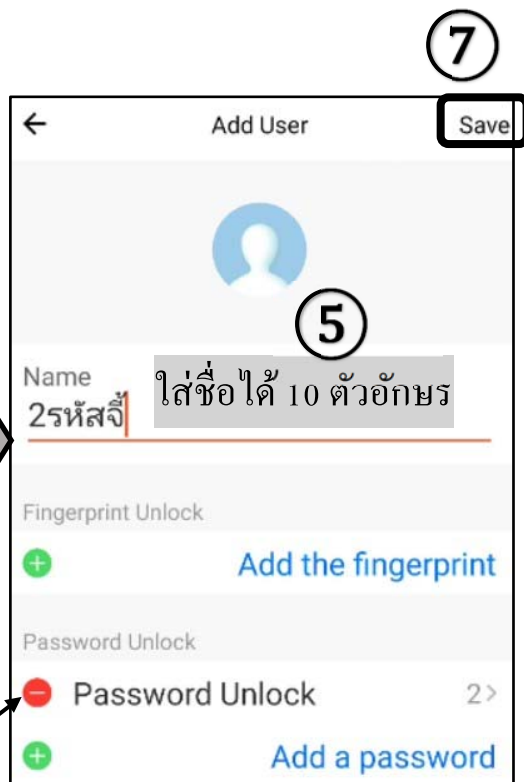 7
Add User Save
5
Name
ใส่ชื่อได้ 10 ตัวอักษร
2รหัสจี้
Fingerprint Unlock
Add the fingerprint
Password Unlock
Password Unlock 2>
Add a password